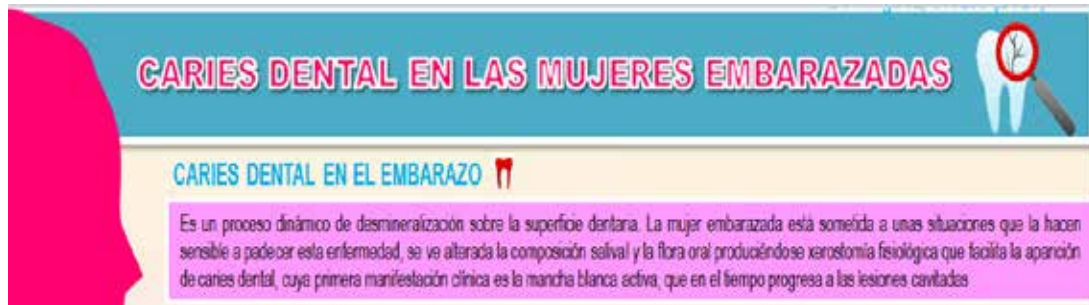 CARIES DENTAL EN LAS MUJERES EMBARAZADAS
CARIES DENTAL EN EL EMBARAZO
Es un proceso dinámico de desmineralización sobre la superficie dentaria. La mujer embarazada está sometida a unas situaciones que la hacen
sensible a padecer esta enfermedad, se ve alterada la composición salival y la flora oral produciéndose xerostomía fisiológica que facilita la aparición
de caries dental, cuya primera manifestación clínica es la mancha blanca activa, que en el tiempo progresa a las lesiones cavitadas